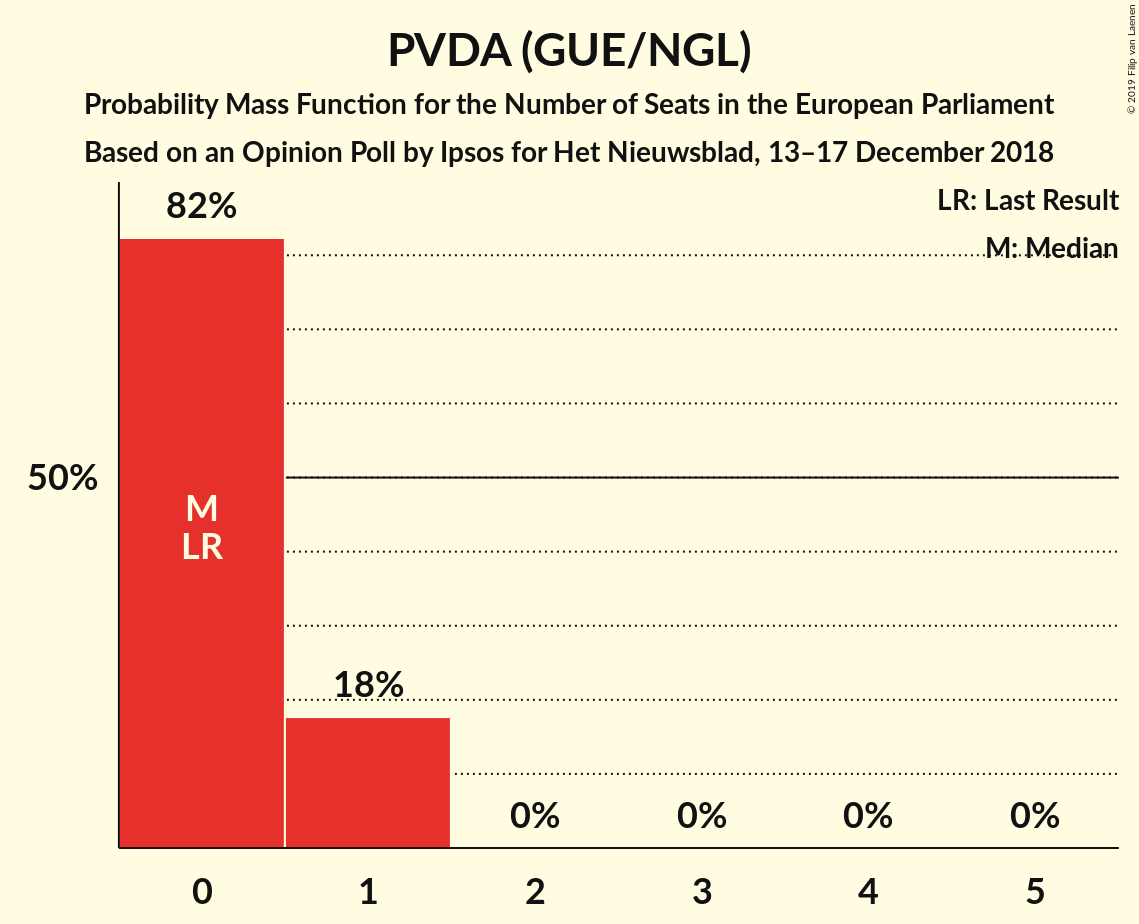 PVDA (GUE/NGL)
Probability Mass Function for the Number of Seats in the European Parliament
Based on an Opinion Poll by Ipsos for Het Nieuwsblad, 13–17 December 2018
© 2019 Filip van Laenen
LR: Last Result
M: Median
82%
50%
M
LR
18%
0%
0%
0%
0%
0
1
2
3
4
5